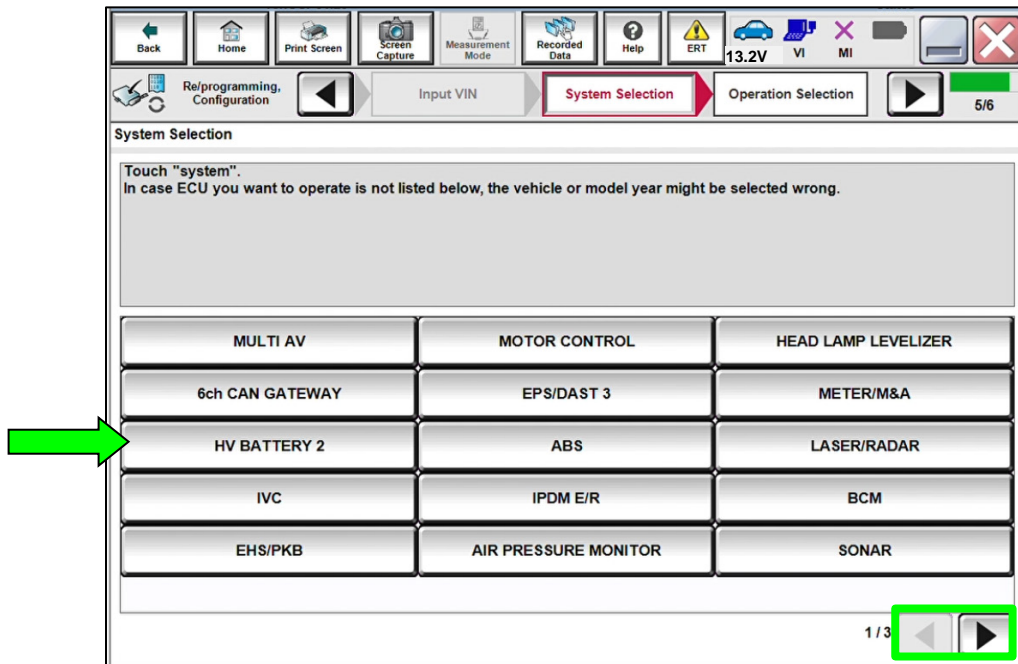 Back
Home
Print Screen
Screen Capture
Measurement Mode
Recorded Data
Help
ERT
13.2V
VI
MI
Re/programming, Configuration
Input VIN
System Selection
Operation Selection
5/6
System Selection
Touch "system".
In case ECU you want to operate is not listed below, the vehicle or model year might be selected wrong.
MULTI AV
MOTOR CONTROL
HEAD LAMP LEVELIZER
6ch CAN GATEWAY
EPS/DAST 3
METER/M&A
HV BATTERY 2
ABS
LASER/RADAR
IVC
IPDM E/R
BCM
EHS/PKB
AIR PRESSURE MONITOR
SONAR
1 / 3